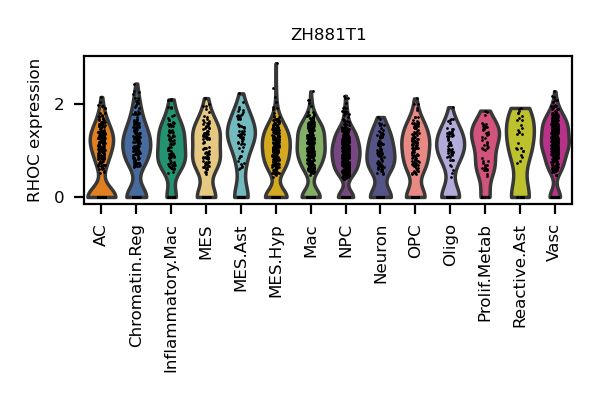 ZH881T1
RHOC expression
2
0
AC
Chromatin.Reg
Inflammatory.Mac
MES
MES.Ast
MES.Hyp
Mac
NPC
Neuron
OPC
Oligo
Prolif.Metab
Reactive.Ast
Vasc